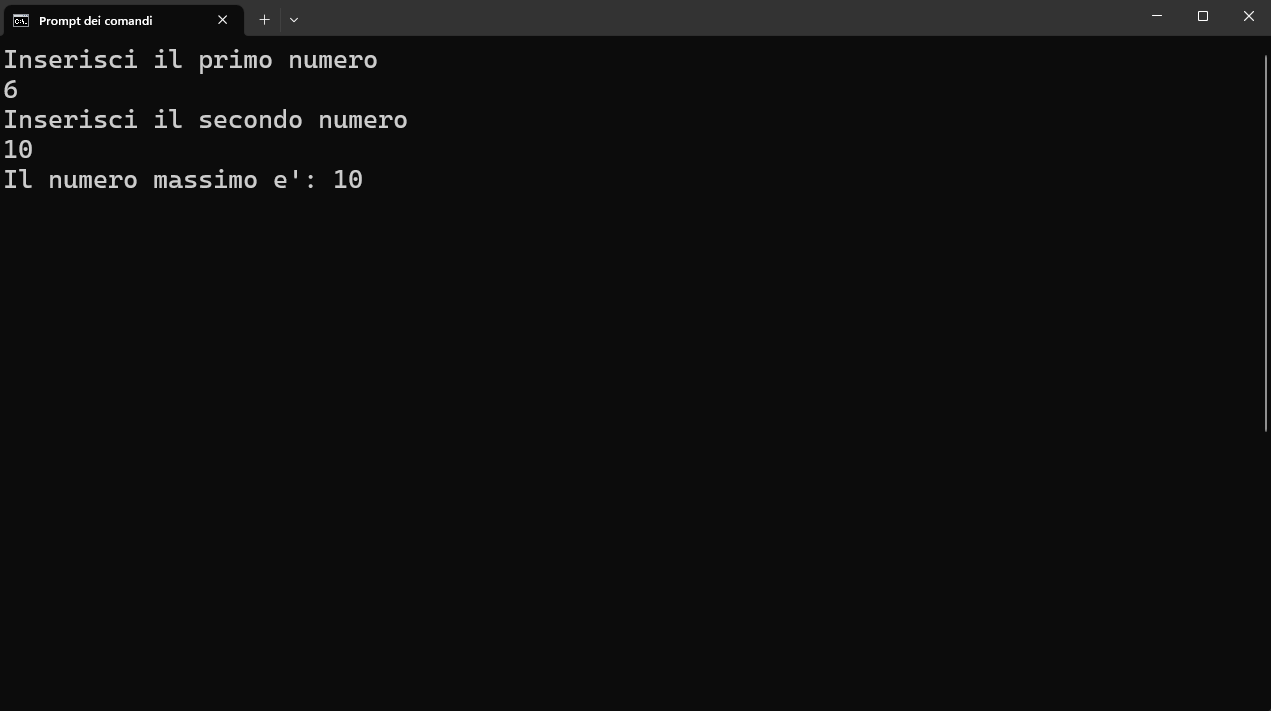 Prompt dei comandi
Inserisci il primo numero
6
Inserisci il secondo numero
10
Il numero massimo e': 10